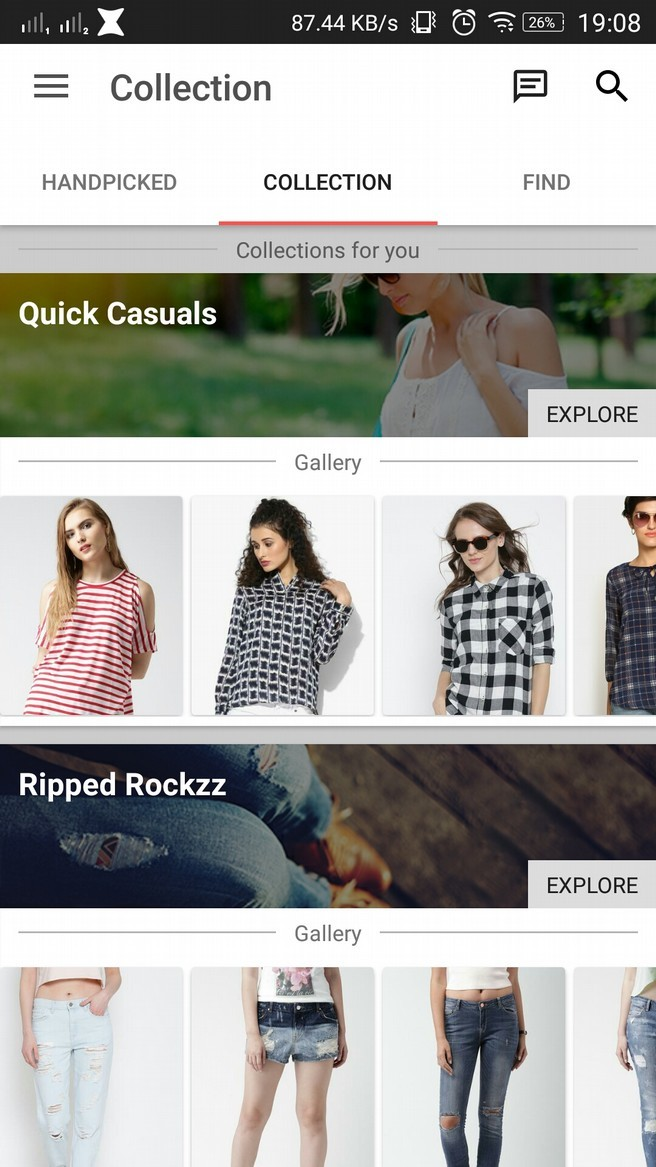 87.44 KB/s 26% 19:08
Collection
HANDPICKED COLLECTION FIND
Collections for you
Quick Casuals
EXPLORE
Gallery
Ripped Rockzz
EXPLORE
Gallery